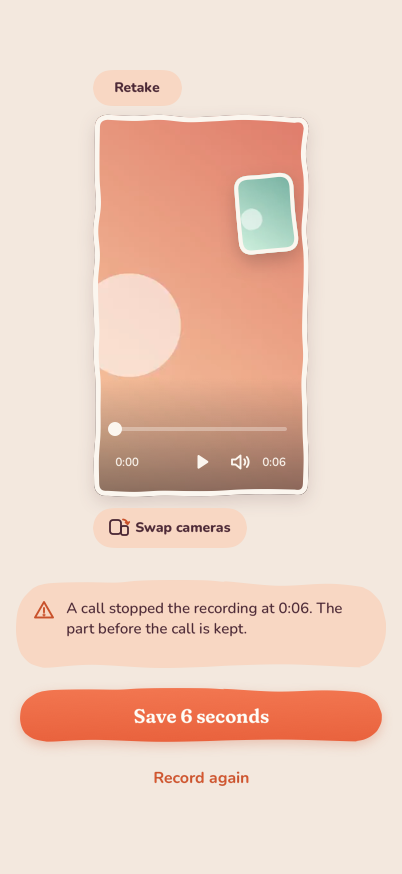 Retake
0:00
0:06
Swap cameras
A call stopped the recording at 0:06. The
part before the call is kept.
Save 6 seconds
Record again